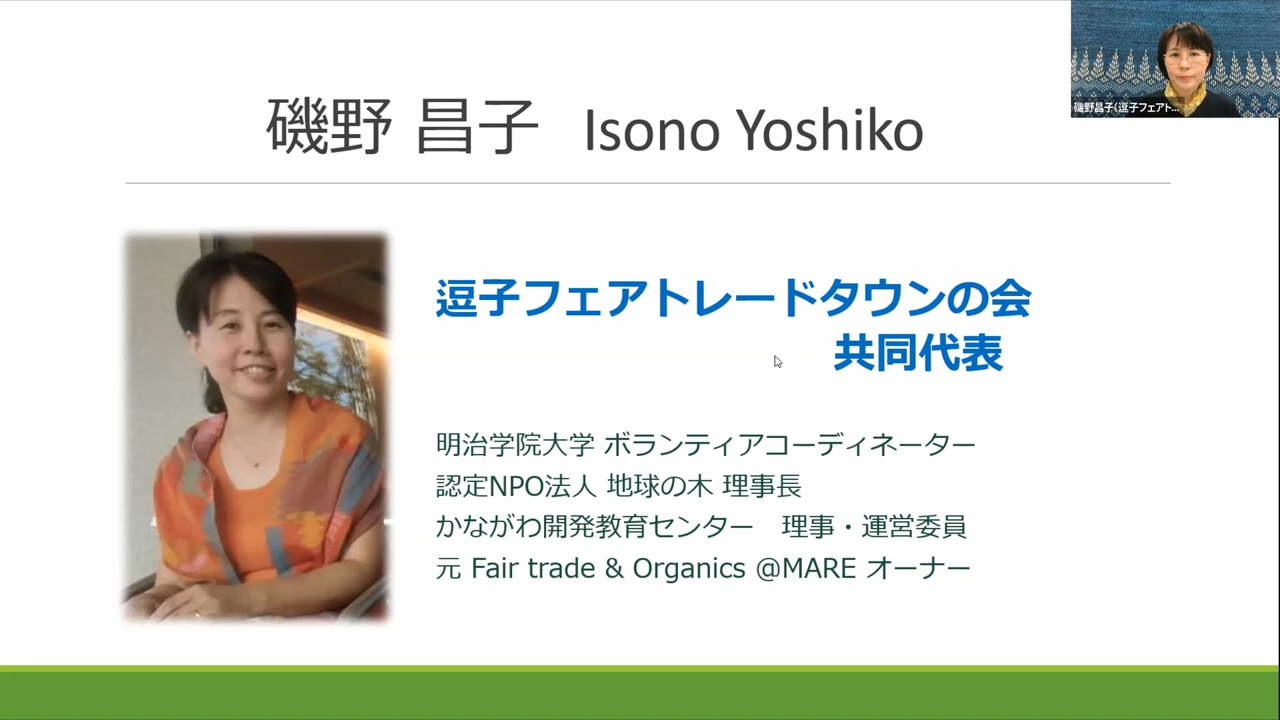 磯野 昌子 Isono Yoshiko
磯野昌子(逗子フェアト...
逗子フェアトレードタウンの会
共同代表
明治学院大学 ボランティアコーディネーター
認定NPO法人 地球の木 理事長
かながわ開発教育センター　理事・運営委員
元 Fair trade & Organics @MARE オーナー